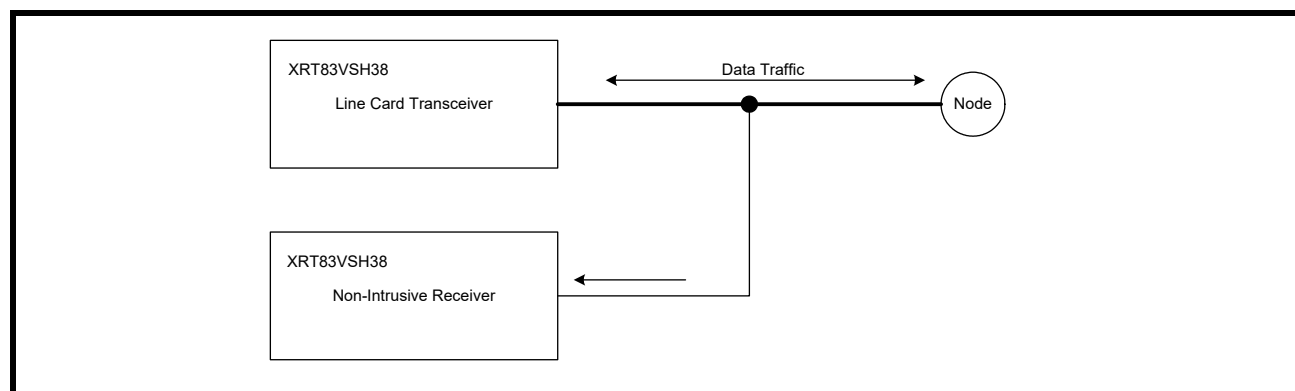 XRT83VSH38
Line Card Transceiver
Data Traffic
Node
XRT83VSH38
Non-Intrusive Receiver